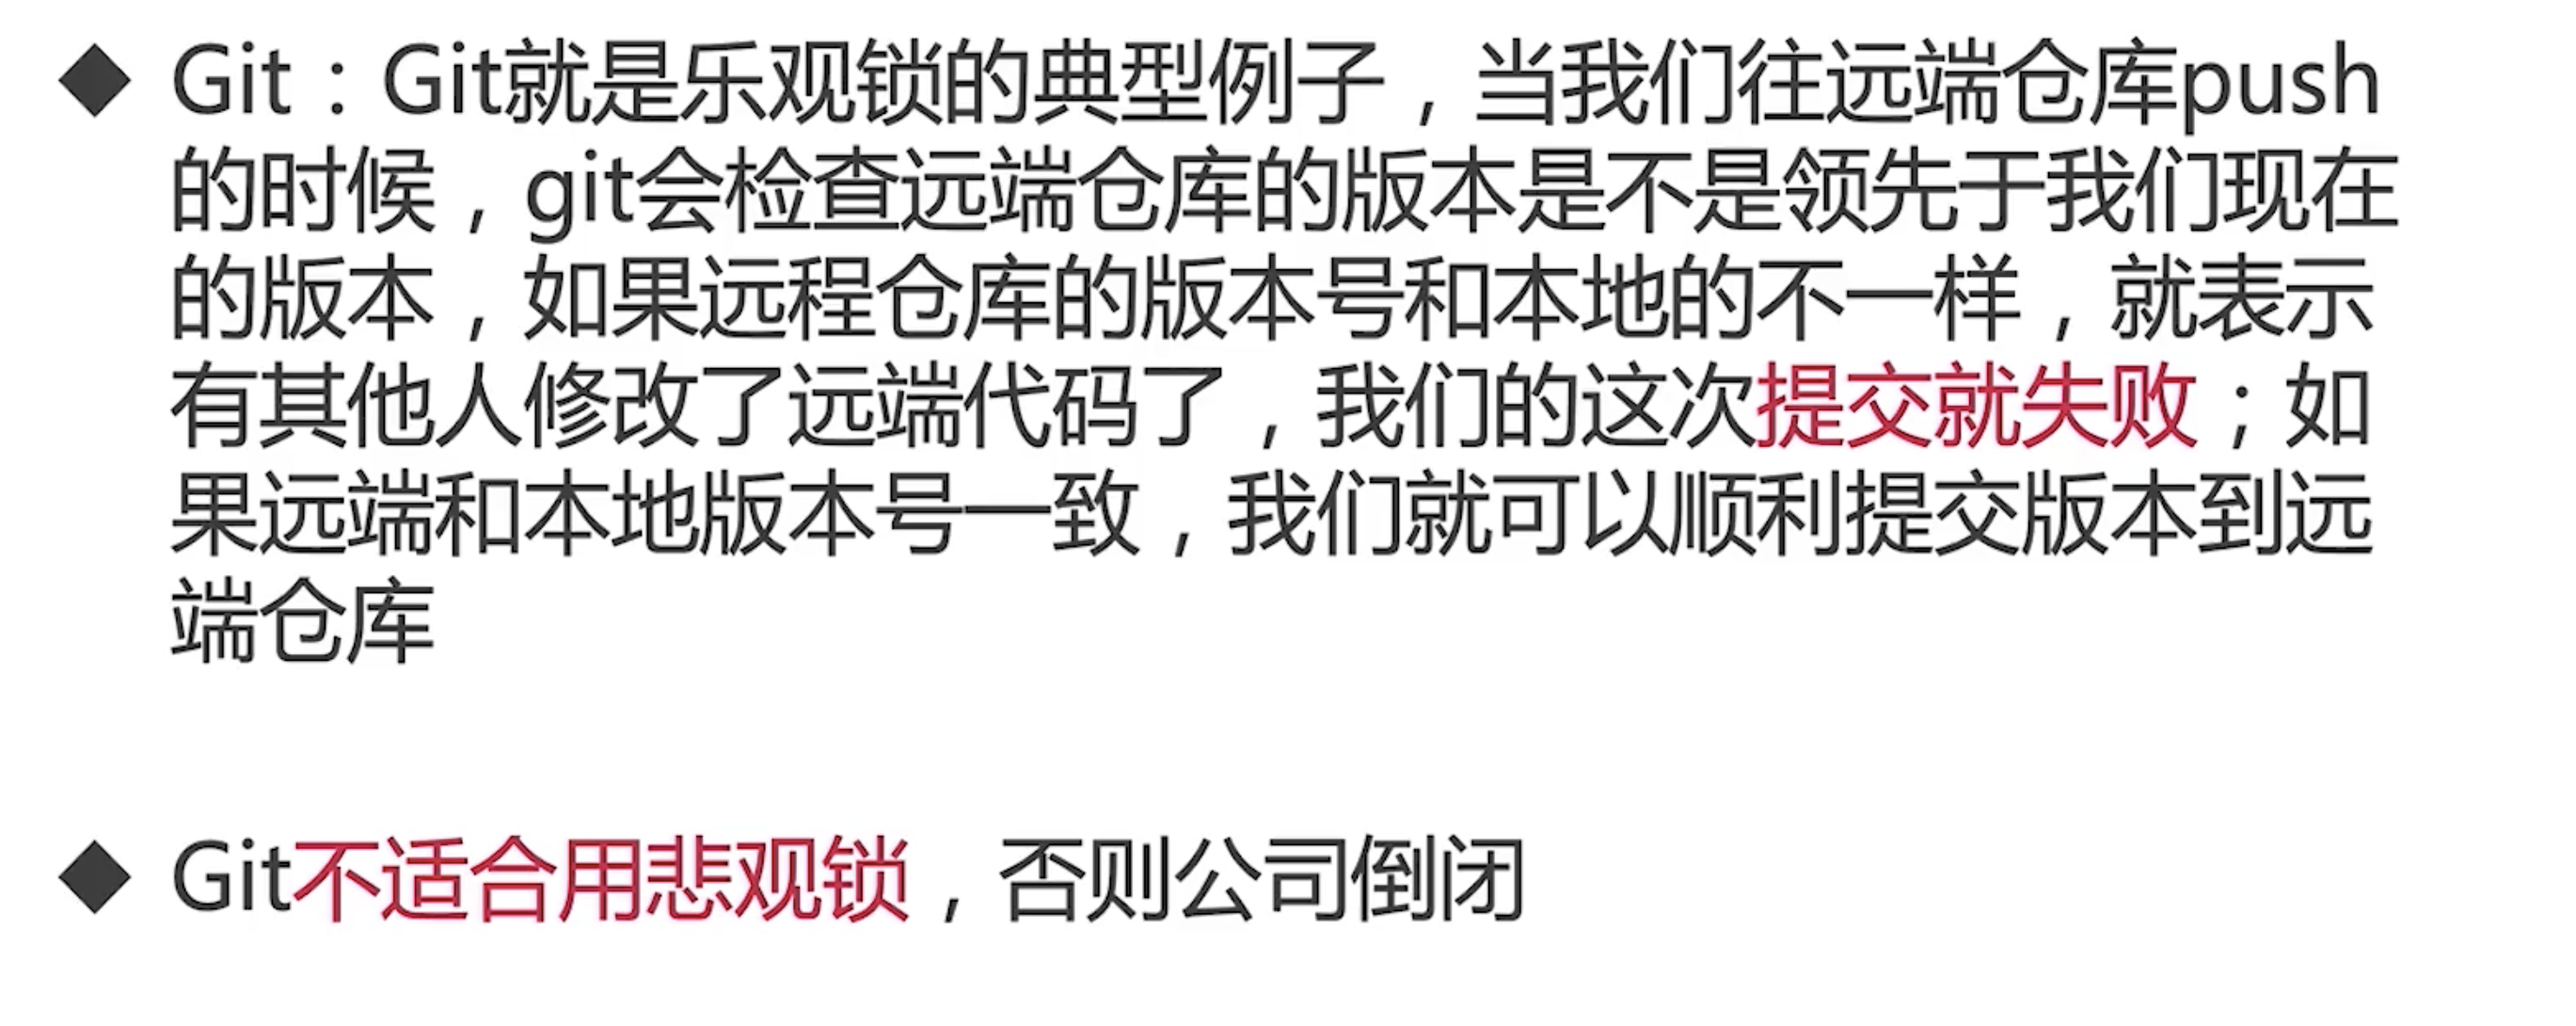 ◆ Git：Git就是乐观锁的典型例子，当我们往远端仓库push
的时候，git会检查远端仓库的版本是不是领先于我们现在
的版本，如果远程仓库的版本号和本地的不一样，就表示
有其他人修改了远端代码了，我们的这次提交就失败；如
果远端和本地版本号一致，我们就可以顺利提交版本到远
端仓库
◆ Git不适合用悲观锁，否则公司倒闭